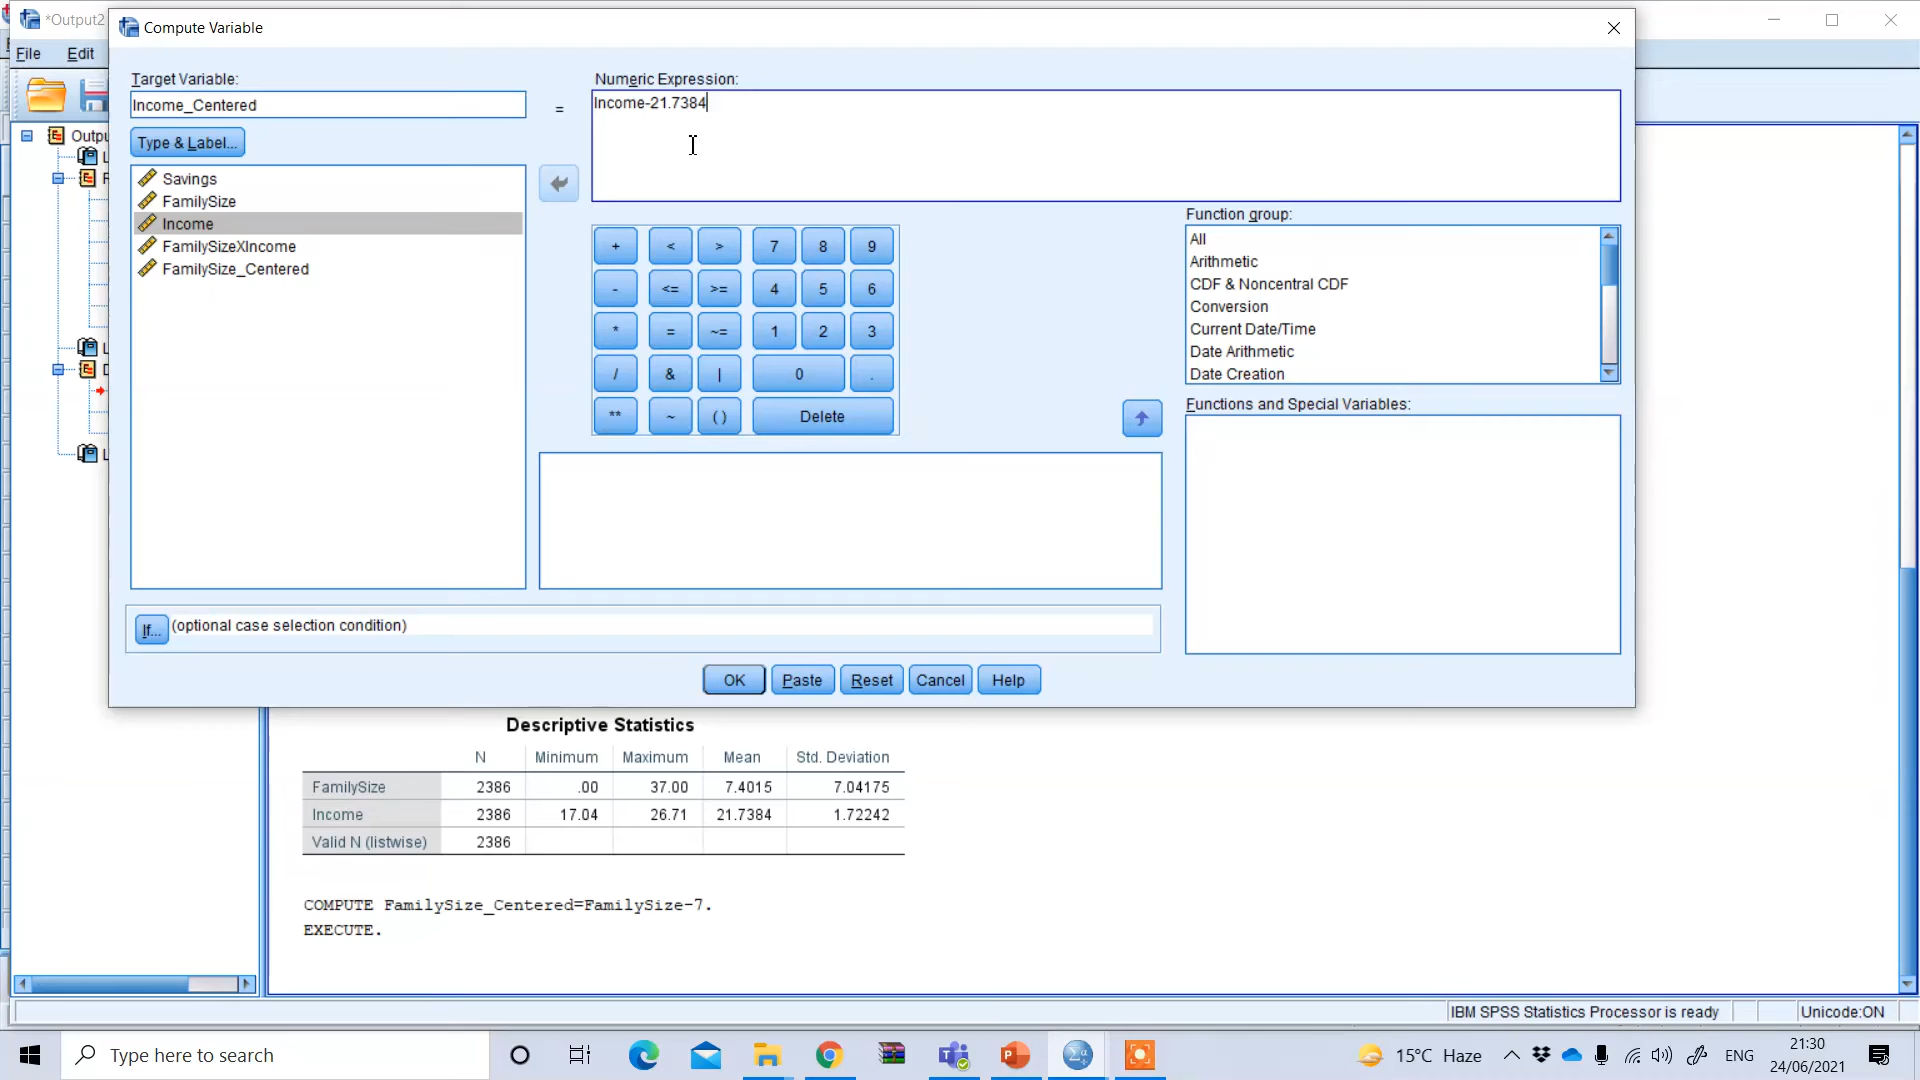 *Output2
Compute Variable
File Edit
Target Variable:
Income_Centered
=
Numeric Expression:
Income-21.7384
Type & Label...
Savings
FamilySize
Income
FamilySizeXIncome
FamilySize_Centered
Outpu
+ < > 7 8 9
- <= >= 4 5 6
* = ~= 1 2 3
/ & | 0 .
** ~ ( ) Delete
Function group:
All
Arithmetic
CDF & Noncentral CDF
Conversion
Current Date/Time
Date Arithmetic
Date Creation
Functions and Special Variables:
If... (optional case selection condition)
OK Paste Reset Cancel Help
Descriptive Statistics
N Minimum Maximum Mean Std. Deviation
FamilySize 2386 .00 37.00 7.4015 7.04175
Income 2386 17.04 26.71 21.7384 1.72242
Valid N (listwise) 2386
COMPUTE FamilySize_Centered=FamilySize-7.
EXECUTE.
IBM SPSS Statistics Processor is ready Unicode:ON
Type here to search
15°C Haze
ENG
21:30
24/06/2021